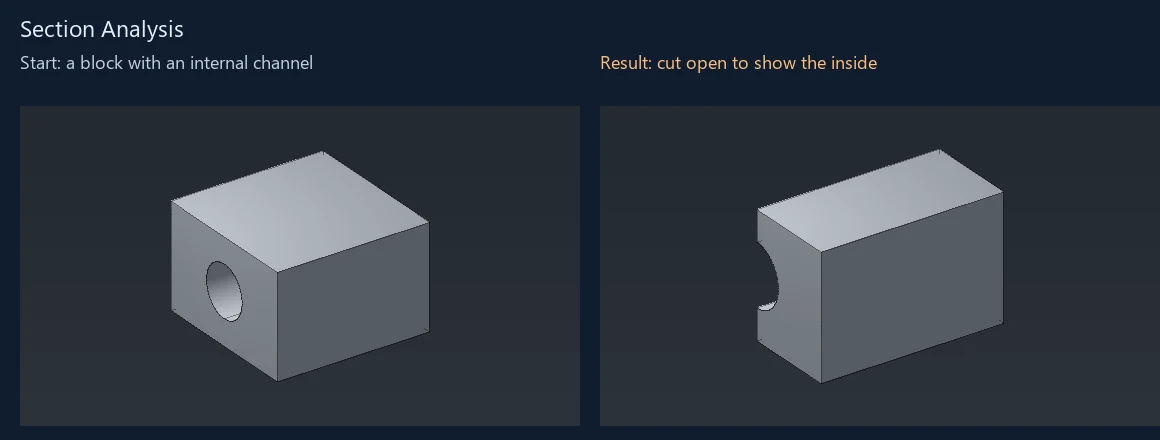 Section Analysis
Start: a block with an internal channel
Result: cut open to show the inside